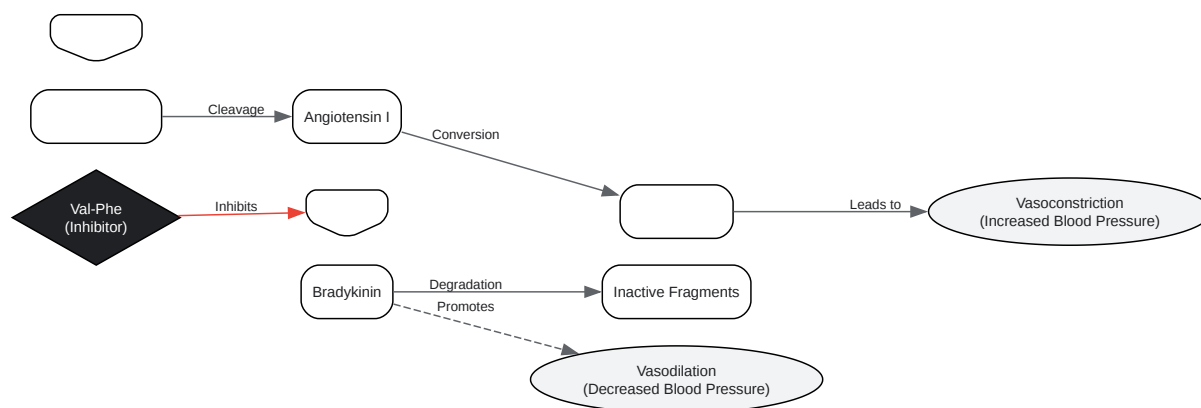 Cleavage
Angiotensin I
Conversion
Val-Phe
(Inhibitor)
Inhibits
Leads to
Vasoconstriction
(Increased Blood Pressure)
Bradykinin
Degradation
Inactive Fragments
Promotes
Vasodilation
(Decreased Blood Pressure)